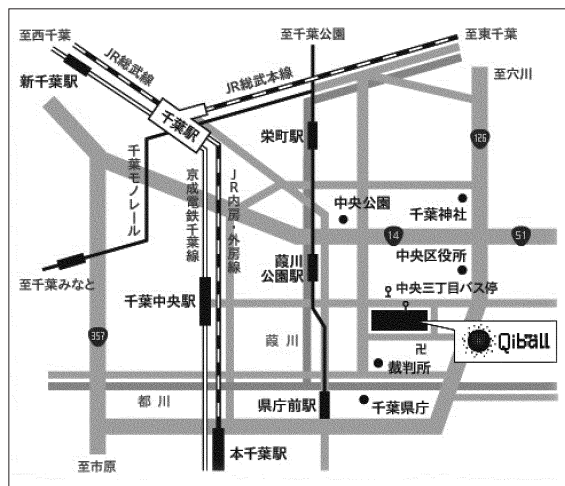 至西千葉
JR総武線
至千葉公園
至東千葉
JR総武本線
至穴川
新千葉駅
千葉駅
栄町駅
126
千葉モノレール
京成電鉄千葉線
JR内房・外房線
中央公園
千葉神社
14
51
葭川
公園駅
中央区役所
至千葉みなと
中央三丁目バス停
千葉中央駅
357
葭川
卍
Qiball
裁判所
都川
県庁前駅
千葉県庁
本千葉駅
至市原